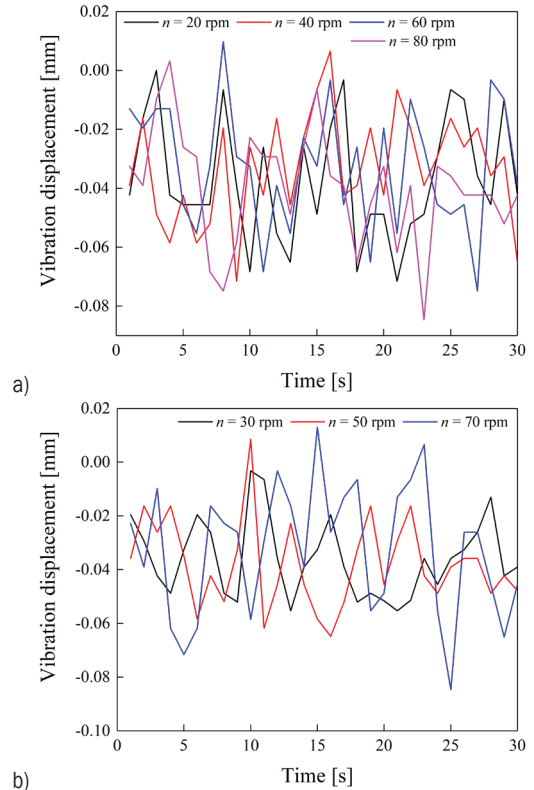 0.02
n = 20 rpm
n = 40 rpm
n = 60 rpm
n = 80 rpm
0.00
-0.02
-0.04
-0.06
-0.08
Vibration displacement [mm]
0 5 10 15 20 25 30
Time [s]
a)
0.02
n = 30 rpm
n = 50 rpm
n = 70 rpm
0.00
-0.02
-0.04
-0.06
-0.08
-0.10
Vibration displacement [mm]
0 5 10 15 20 25 30
Time [s]
b)